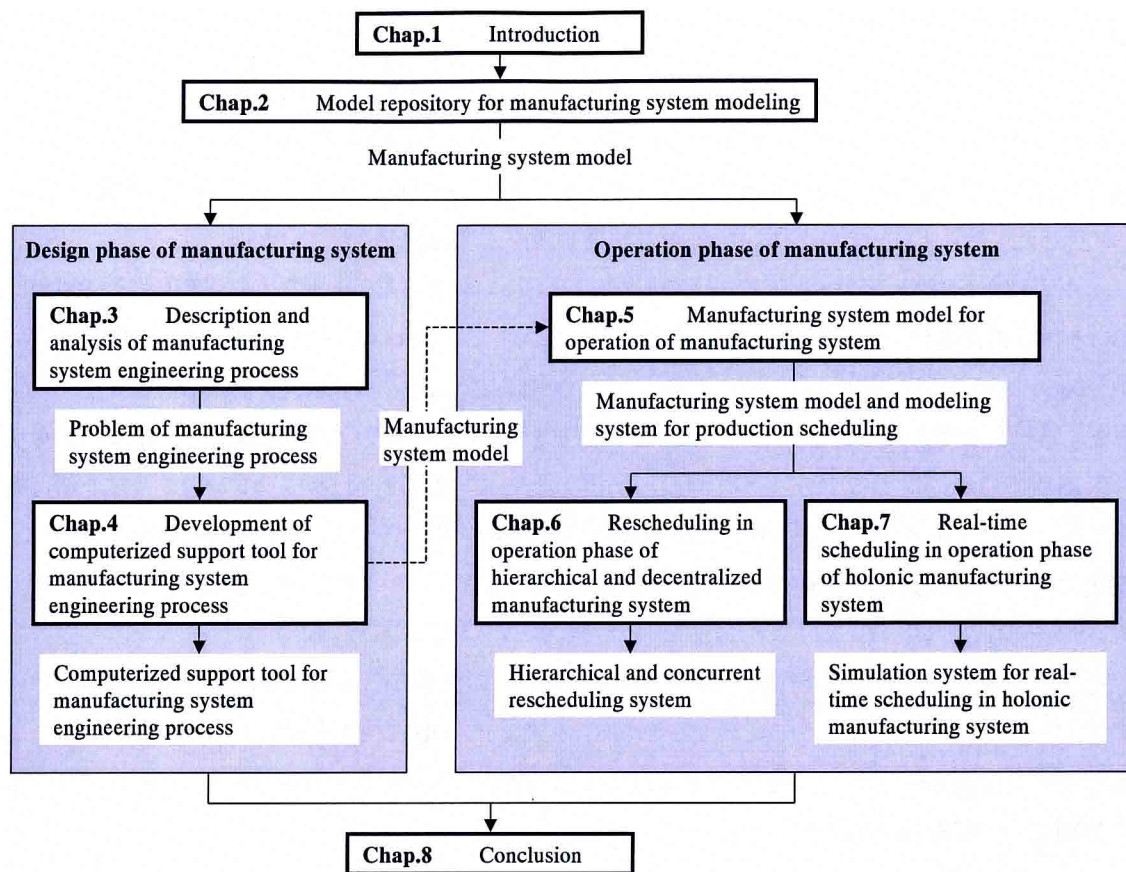 Chap.1 Introduction
Chap.2 Model repository for manufacturing system modeling
Manufacturing system model
Design phase of manufacturing system
Chap.3 Description and
analysis of manufacturing
system engineering process
Problem of manufacturing
system engineering process
Chap.4 Development of
computerized support tool for
manufacturing system
engineering process
Computerized support tool for
manufacturing system
engineering process
Manufacturing
system model
Operation phase of manufacturing system
Chap.5 Manufacturing system model for
operation of manufacturing system
Manufacturing system model and modeling
system for production scheduling
Chap.6 Rescheduling in
operation phase of
hierarchical and decentralized
manufacturing system
Hierarchical and concurrent
rescheduling system
Chap.7 Real-time
scheduling in operation phase
of holonic manufacturing
system
Simulation system for real-
time scheduling in holonic
manufacturing system
Chap.8 Conclusion